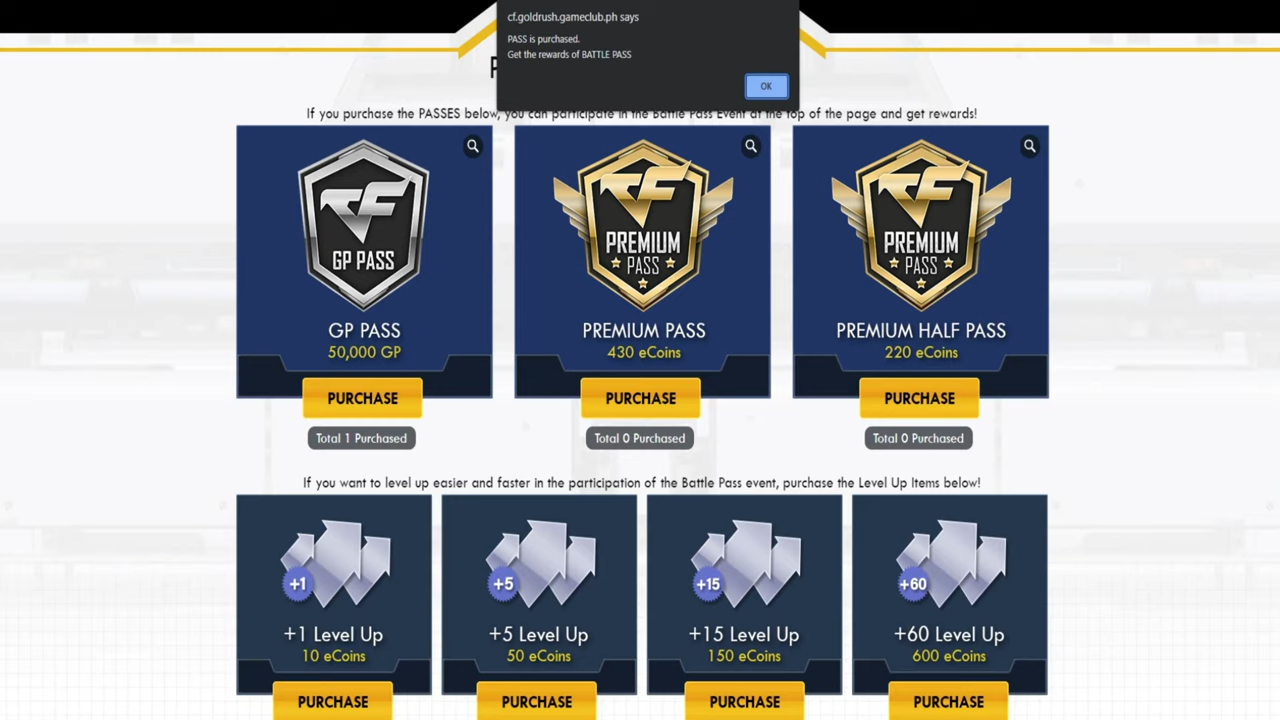 cf.goldrush.gameclub.ph says
PASS is purchased.
Get the rewards of BATTLE PASS
OK
If you purchase the PASSES below, you can participate in the Battle Pass Event at the top of the page and get rewards!
GP PASS
PREMIUM
PASS
PREMIUM
PASS
GP PASS
50,000 GP
PREMIUM PASS
430 eCoins
PREMIUM HALF PASS
220 eCoins
PURCHASE
PURCHASE
PURCHASE
Total 1 Purchased
Total 0 Purchased
Total 0 Purchased
If you want to level up easier and faster in the participation of the Battle Pass event, purchase the Level Up Items below!
+1
+5
+15
+60
+1 Level Up
10 eCoins
+5 Level Up
50 eCoins
+15 Level Up
150 eCoins
+60 Level Up
600 eCoins
PURCHASE
PURCHASE
PURCHASE
PURCHASE